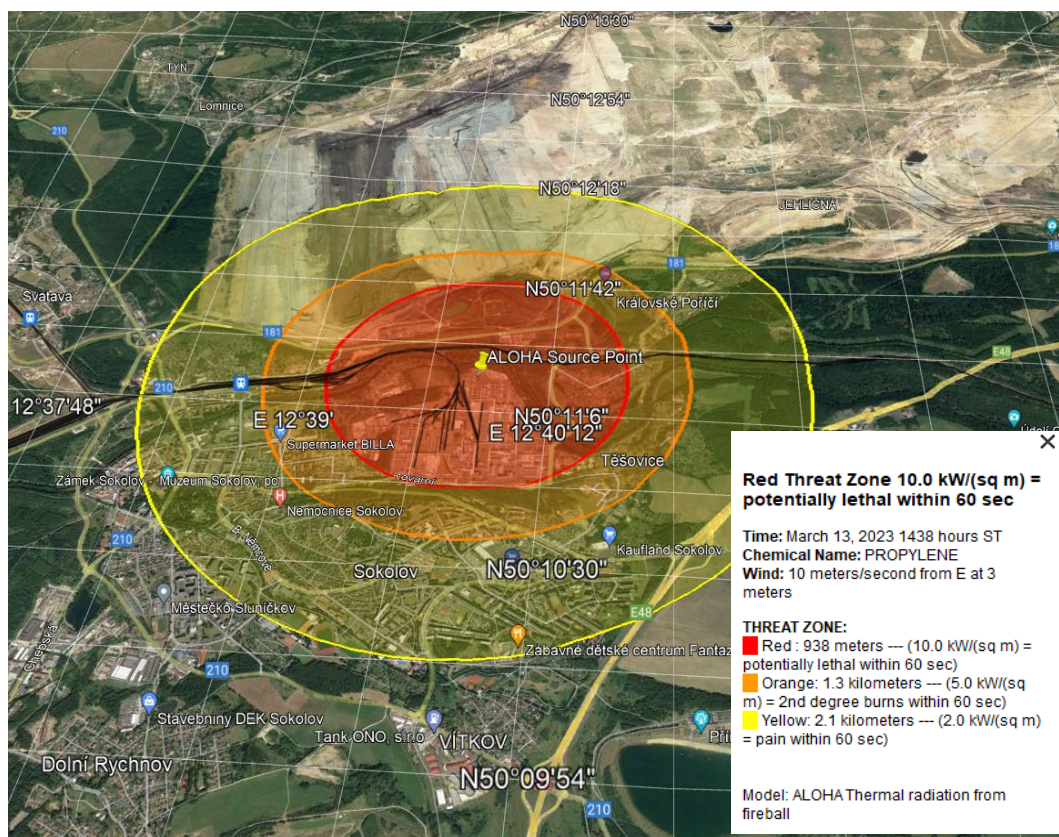 N50°13'30"
TÝN
N50°12'54"
Lomnice
210
N50°12'18"
JEHLIČNÁ
181
N50°11'42"
Královské Poříčí
Svatava
181
ALOHA Source Point
E48
210
12°37'48"
E 12°39'
N50°11'6"
E 12°40'12"
Supermarket BILLA
Těšovice
Tovární
Zámek Sokolov - Muzeum Sokolov, po
Nemocnice Sokolov
B. Němcové
210
Kaufland Sokolov
Sokolov
N50°10'30"
Městečko Sluníčkov
E48
Zábavné dětské centrum Fantaz
Chebská
Stavebniny DEK Sokolov
Tank ONO, s.r.o
VÍTKOV
Dolní Rychnov
N50°09'54"
210
Red Threat Zone 10.0 kW/(sq m) =
potentially lethal within 60 sec
Time: March 13, 2023 1438 hours ST
Chemical Name: PROPYLENE
Wind: 10 meters/second from E at 3
meters
THREAT ZONE:
Red : 938 meters --- (10.0 kW/(sq m) =
potentially lethal within 60 sec)
Orange: 1.3 kilometers --- (5.0 kW/(sq
m) = 2nd degree burns within 60 sec)
Yellow: 2.1 kilometers --- (2.0 kW/(sq m)
= pain within 60 sec)
Model: ALOHA Thermal radiation from
fireball